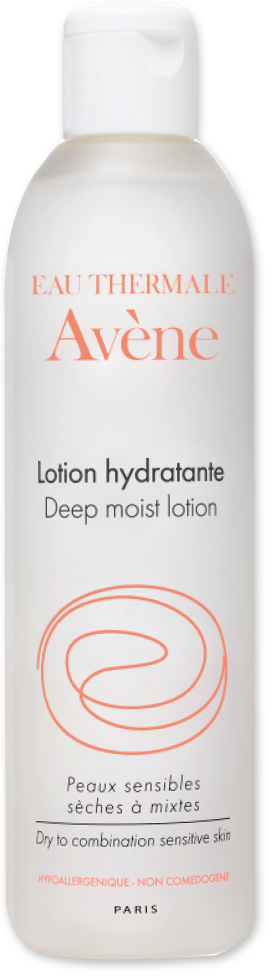 EAU THERMALE
Avène
Lotion hydratante
Deep moist lotion
Peaux sensibles
sèches à mixtes
Dry to combination sensitive skin
HYPOALLERGENIQUE - NON COMEDOGENE
PARIS